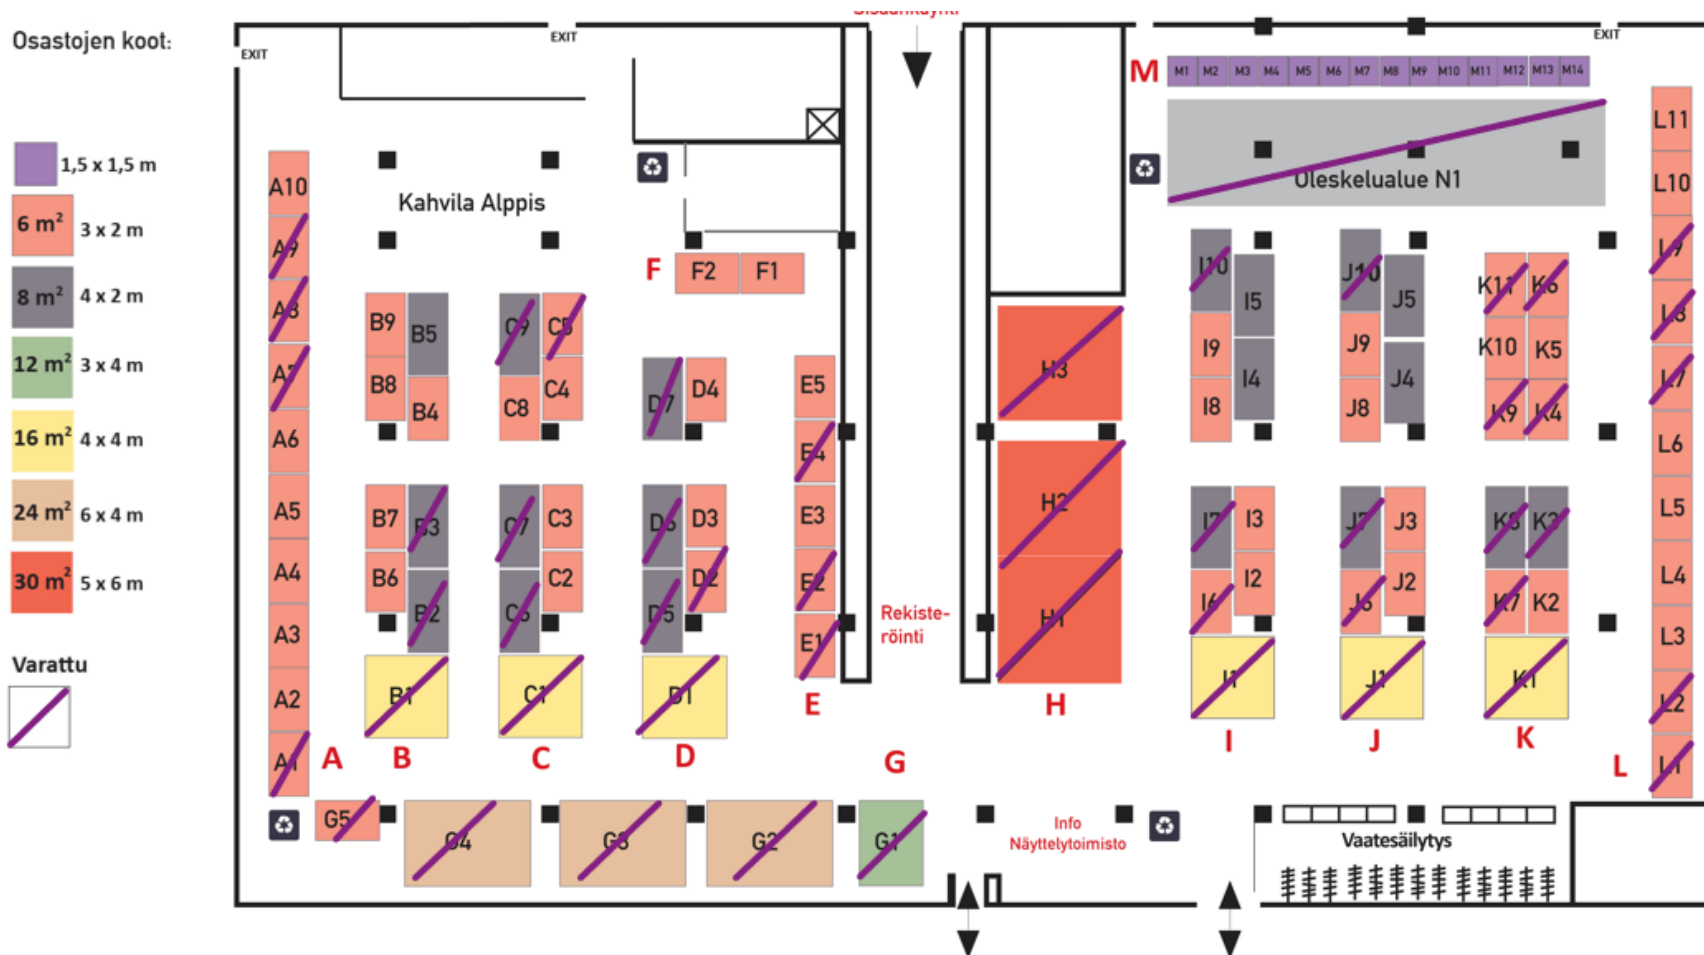 Osastojen koot:
1,5 x 1,5 m
6 m² 3 x 2 m
8 m² 4 x 2 m
12 m² 3 x 4 m
16 m² 4 x 4 m
24 m² 6 x 4 m
30 m² 5 x 6 m
Varattu
EXIT
EXIT
EXIT
Sisäänkäynti
Kahvila Alppis
M
M1 M2 M3 M4 M5 M6 M7 M8 M9 M10 M11 M12 M13 M14
Oleskelualue N1
A10
A9
A8
A7
A6
A5
A4
A3
A2
A1
A
B9
B5
B8
B4
B7
B3
B6
B2
B1
B
C9
C5
C4
C8
C7
C3
C2
C6
C1
C
D7
D4
D6
D3
D2
D5
D1
D
F
F2
F1
E5
E4
E3
E2
E1
E
Rekiste-
röinti
H3
H2
H1
H
I10
I5
I9
I4
I8
I7
I3
I2
I6
I1
I
J10
J5
J9
J4
J8
J7
J3
J2
J6
J1
J
K11
K6
K10
K5
K9
K4
K8
K3
K7
K2
K1
K
L11
L10
L9
L8
L7
L6
L5
L4
L3
L2
L1
L
G
G5
G4
G3
G2
G1
Info
Näyttelytoimisto
Vaatesäilytys